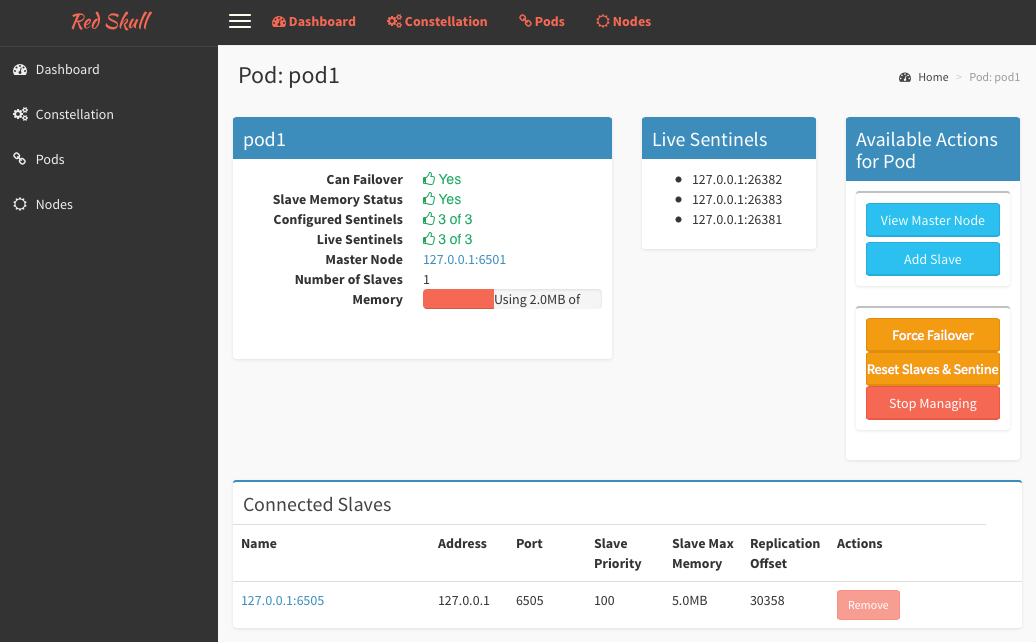 Red Skull
Dashboard
Constellation
Pods
Nodes
Dashboard
Constellation
Pods
Nodes
Pod: pod1
Home > Pod: pod1
pod1
Can Failover Yes
Slave Memory Status Yes
Configured Sentinels 3 of 3
Live Sentinels 3 of 3
Master Node 127.0.0.1:6501
Number of Slaves 1
Memory Using 2.0MB of
Live Sentinels
127.0.0.1:26382
127.0.0.1:26383
127.0.0.1:26381
Available Actions
for Pod
View Master Node
Add Slave
Force Failover
Reset Slaves & Sentine
Stop Managing
Connected Slaves
Name Address Port Slave Priority Slave Max Memory Replication Offset Actions
127.0.0.1:6505 127.0.0.1 6505 100 5.0MB 30358 Remove